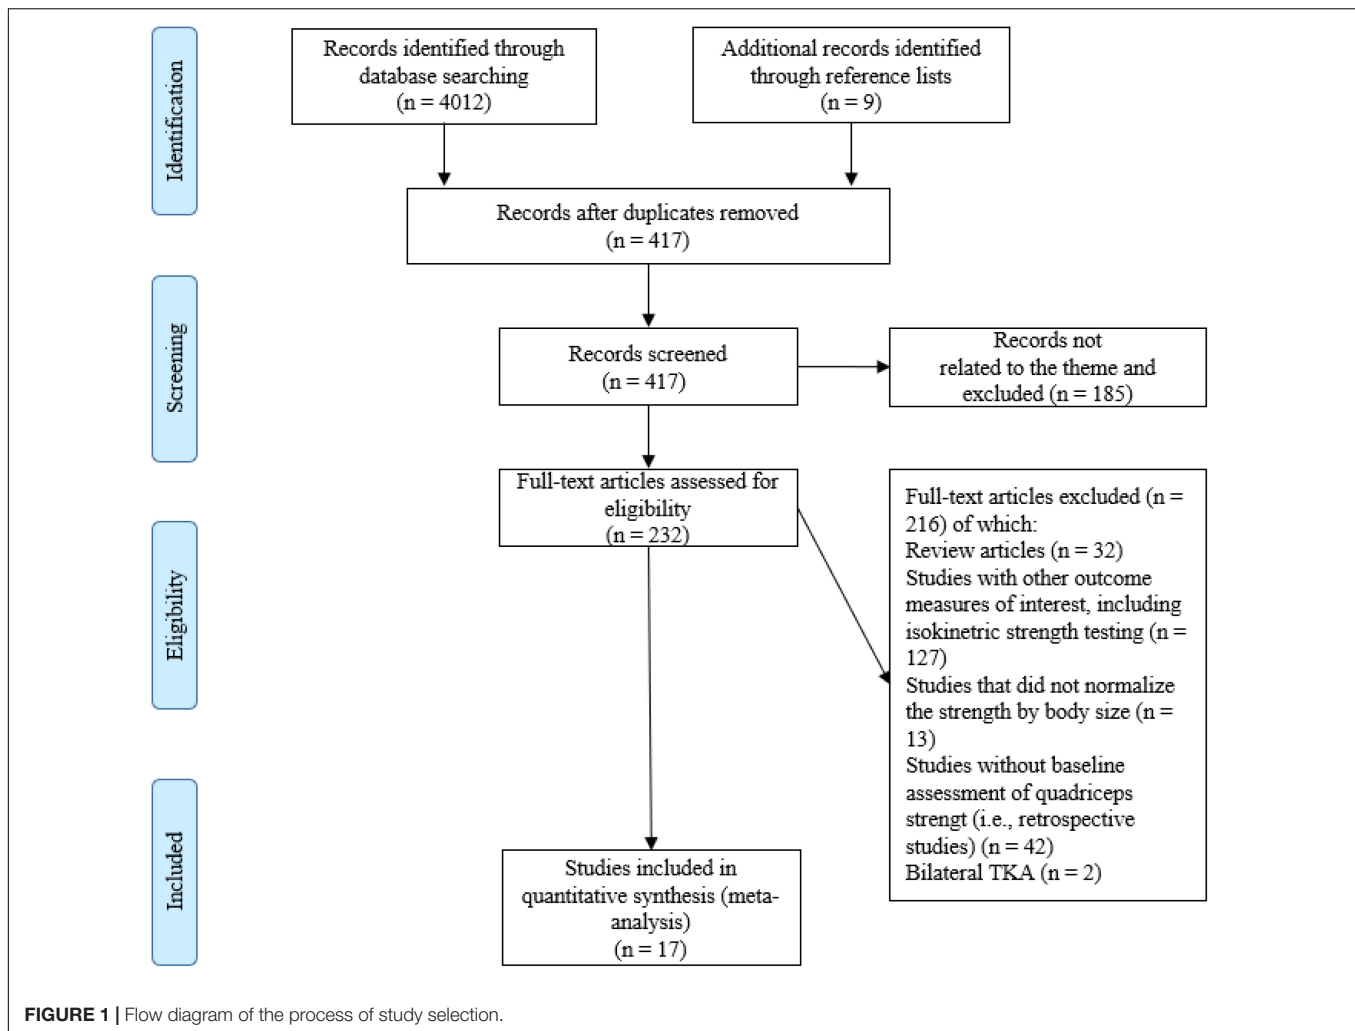 Identification
Records identified through
database searching
(n = 4012)
Additional records identified
through reference lists
(n = 9)
Records after duplicates removed
(n = 417)
Screening
Records screened
(n = 417)
Records not
related to the theme and
excluded (n = 185)
Eligibility
Full-text articles assessed for
eligibility
(n = 232)
Full-text articles excluded (n =
216) of which:
Review articles (n = 32)
Studies with other outcome
measures of interest, including
isokinetric strength testing (n =
127)
Studies that did not normalize
the strength by body size (n =
13)
Studies without baseline
assessment of quadriceps
strengt (i.e., retrospective
studies) (n = 42)
Bilateral TKA (n = 2)
Included
Studies included in
quantitative synthesis (meta-
analysis)
(n = 17)
FIGURE 1 | Flow diagram of the process of study selection.